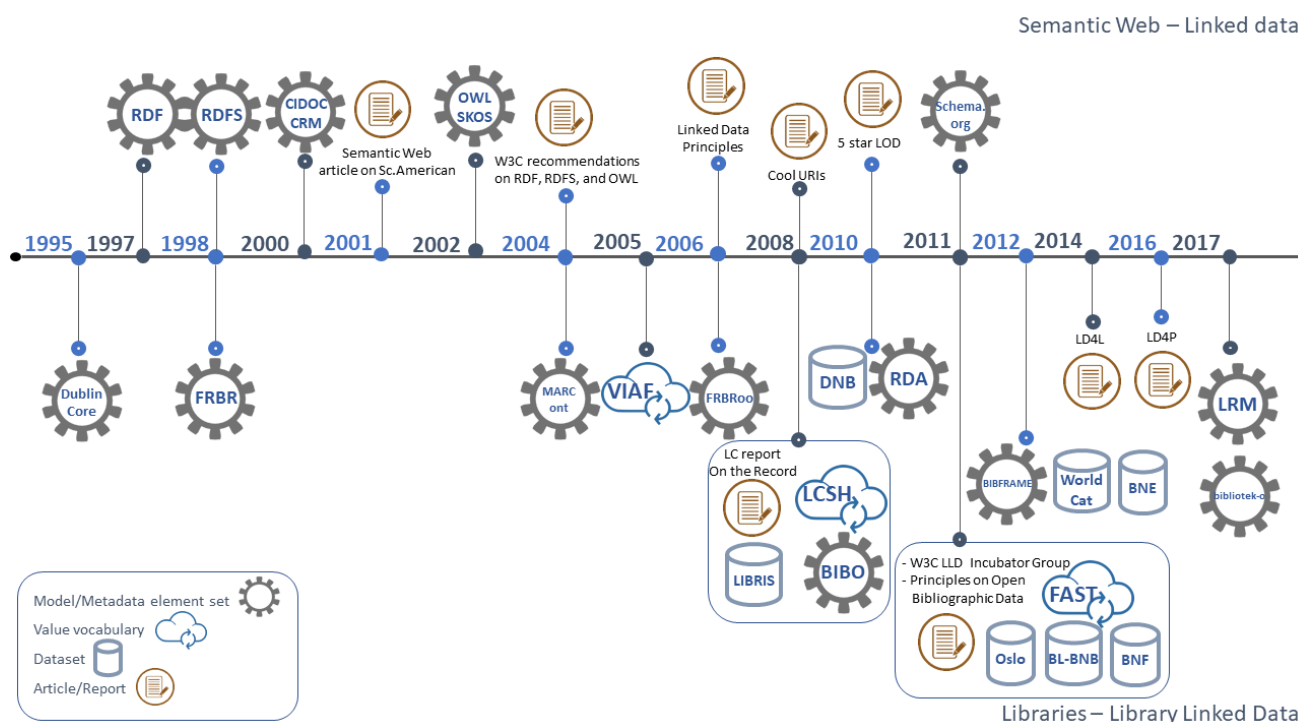 Semantic Web – Linked data
RDF
RDFS
CIDOC
CRM
Semantic Web
article on Sc.American
OWL
SKOS
W3C recommendations
on RDF, RDFS, and OWL
Linked Data
Principles
Cool URIs
5 star LOD
Schema.
org
1995
1997
1998
2000
2001
2002
2004
2005
2006
2008
2010
2011
2012
2014
2016
2017
Dublin
Core
FRBR
MARC
ont
VIAF
FRBRoo
DNB
RDA
LD4L
LD4P
LRM
bibliotek-o
LC report
On the Record
LCSH
LIBRIS
BIBO
BIBFRAME
World
Cat
BNE
- W3C LLD Incubator Group
- Principles on Open
Bibliographic Data
FAST
Oslo
BL-BNB
BNF
Model/Metadata element set
Value vocabulary
Dataset
Article/Report
Libraries – Library Linked Data